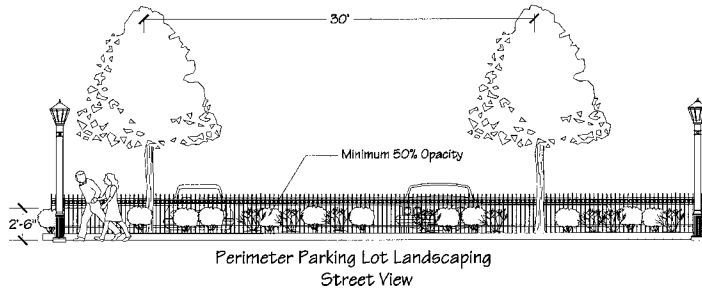 30'
Minimum 50% Opacity
2'-6"
Perimeter Parking Lot Landscaping
Street View